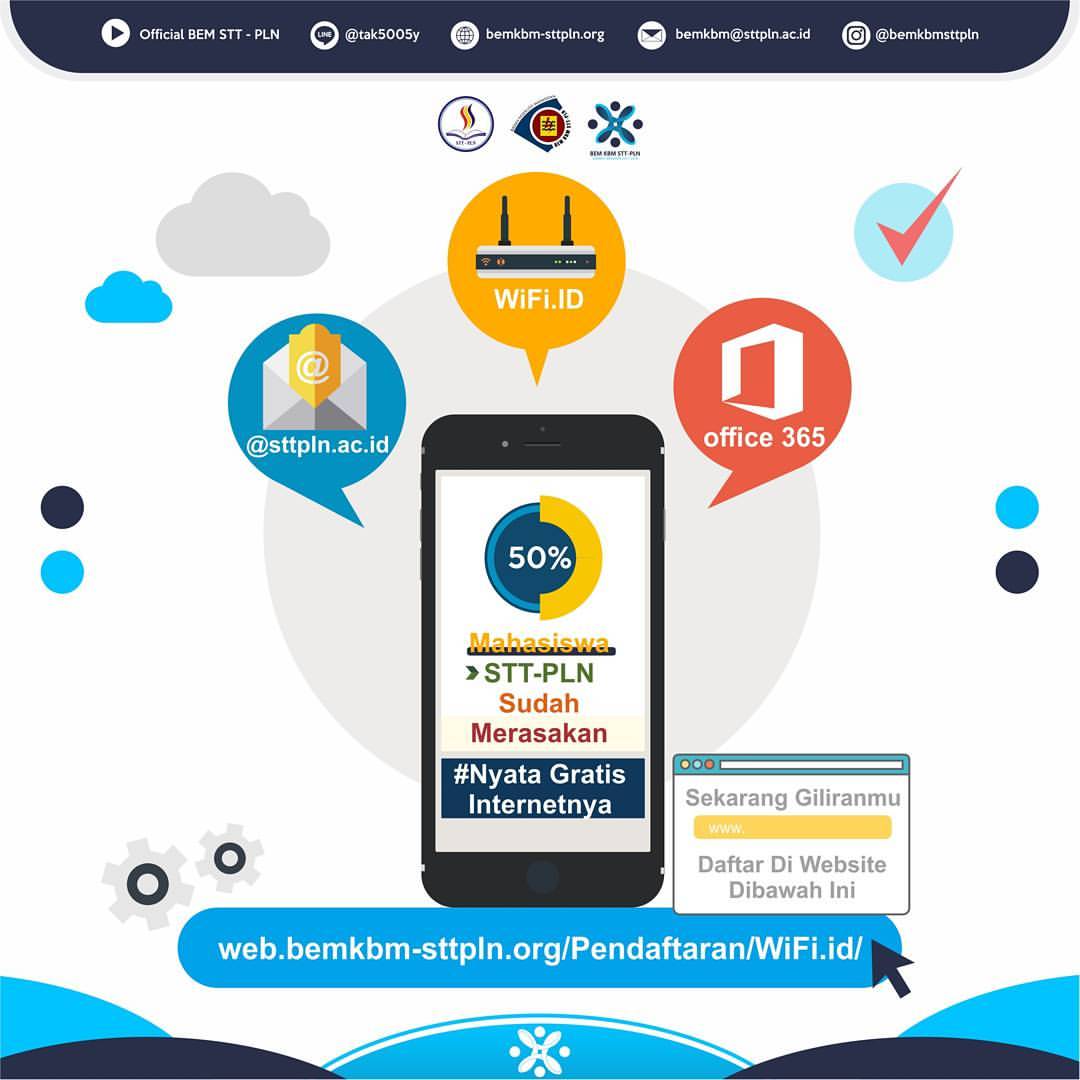 Official BEM STT - PLN
LINE
@tak5005y
bemkbm-sttpln.org
bemkbm@sttpln.ac.id
@bemkbmsttpln
STT - PLN
BEM KBM STT-PLN
WiFi.ID
@
@sttpln.ac.id
office 365
50%
Mahasiswa
STT-PLN
Sudah
Merasakan
#Nyata Gratis
Internetnya
Sekarang Giliranmu
www.
Daftar Di Website
Dibawah Ini
web.bemkbm-sttpln.org/Pendaftaran/WiFi.id/